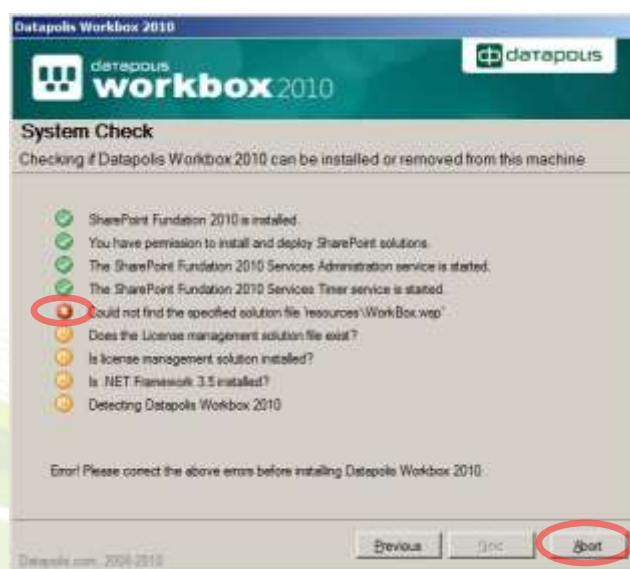 Datapolis Workbox 2010
datapolis
datapolis
workbox 2010
System Check
Checking if Datapolis Workbox 2010 can be installed or removed from this machine
SharePoint Fundation 2010 is installed.
You have permission to install and deploy SharePoint solutions.
The SharePoint Fundation 2010 Services Administration service is started.
The SharePoint Fundation 2010 Services Timer service is started.
Could not find the specified solution file 'resources\WorkBox.wsp'
Does the License management solution file exist?
Is license management solution installed?
Is .NET Framework 3.5 installed?
Detecting Datapolis Workbox 2010
Error! Please correct the above errors before installing Datapolis Workbox 2010
Previous
Next
Abort
Datapolis.com 2008-2010